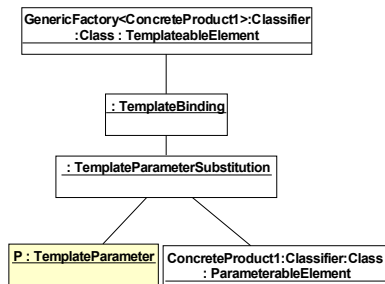 GenericFactory<ConcreteProduct1>:Classifier
:Class : TemplateableElement
: TemplateBinding
: TemplateParameterSubstitution
P : TemplateParameter
ConcreteProduct1:Classifier:Class
: ParameterableElement